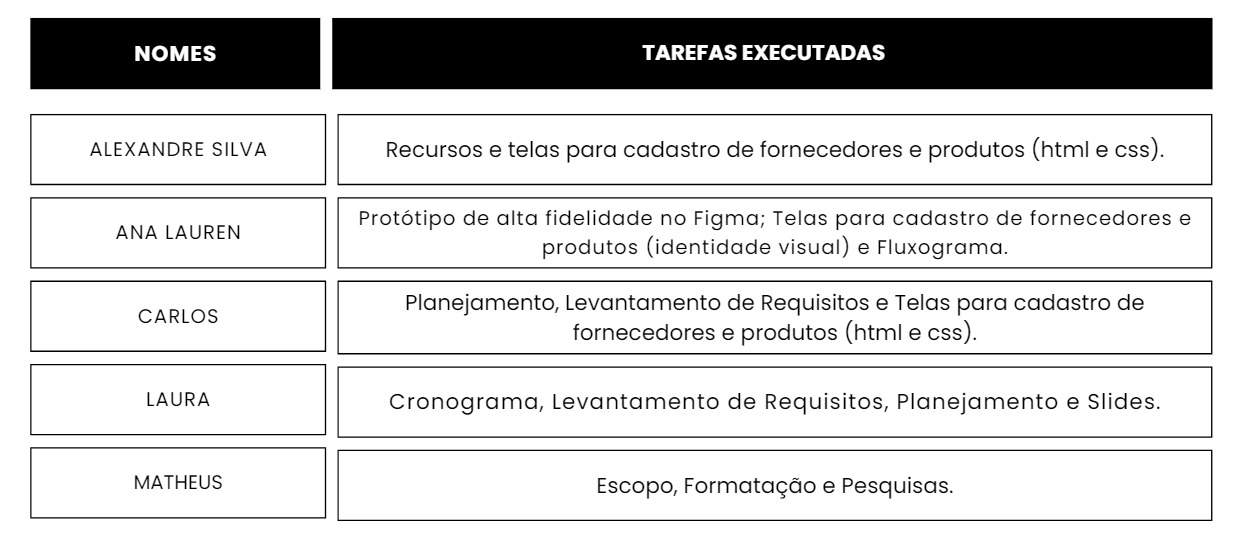 NOMES
TAREFAS EXECUTADAS
ALEXANDRE SILVA
Recursos e telas para cadastro de fornecedores e produtos (html e css).
ANA LAUREN
Protótipo de alta fidelidade no Figma; Telas para cadastro de fornecedores e
produtos (identidade visual) e Fluxograma.
CARLOS
Planejamento, Levantamento de Requisitos e Telas para cadastro de
fornecedores e produtos (html e css).
LAURA
Cronograma, Levantamento de Requisitos, Planejamento e Slides.
MATHEUS
Escopo, Formatação e Pesquisas.